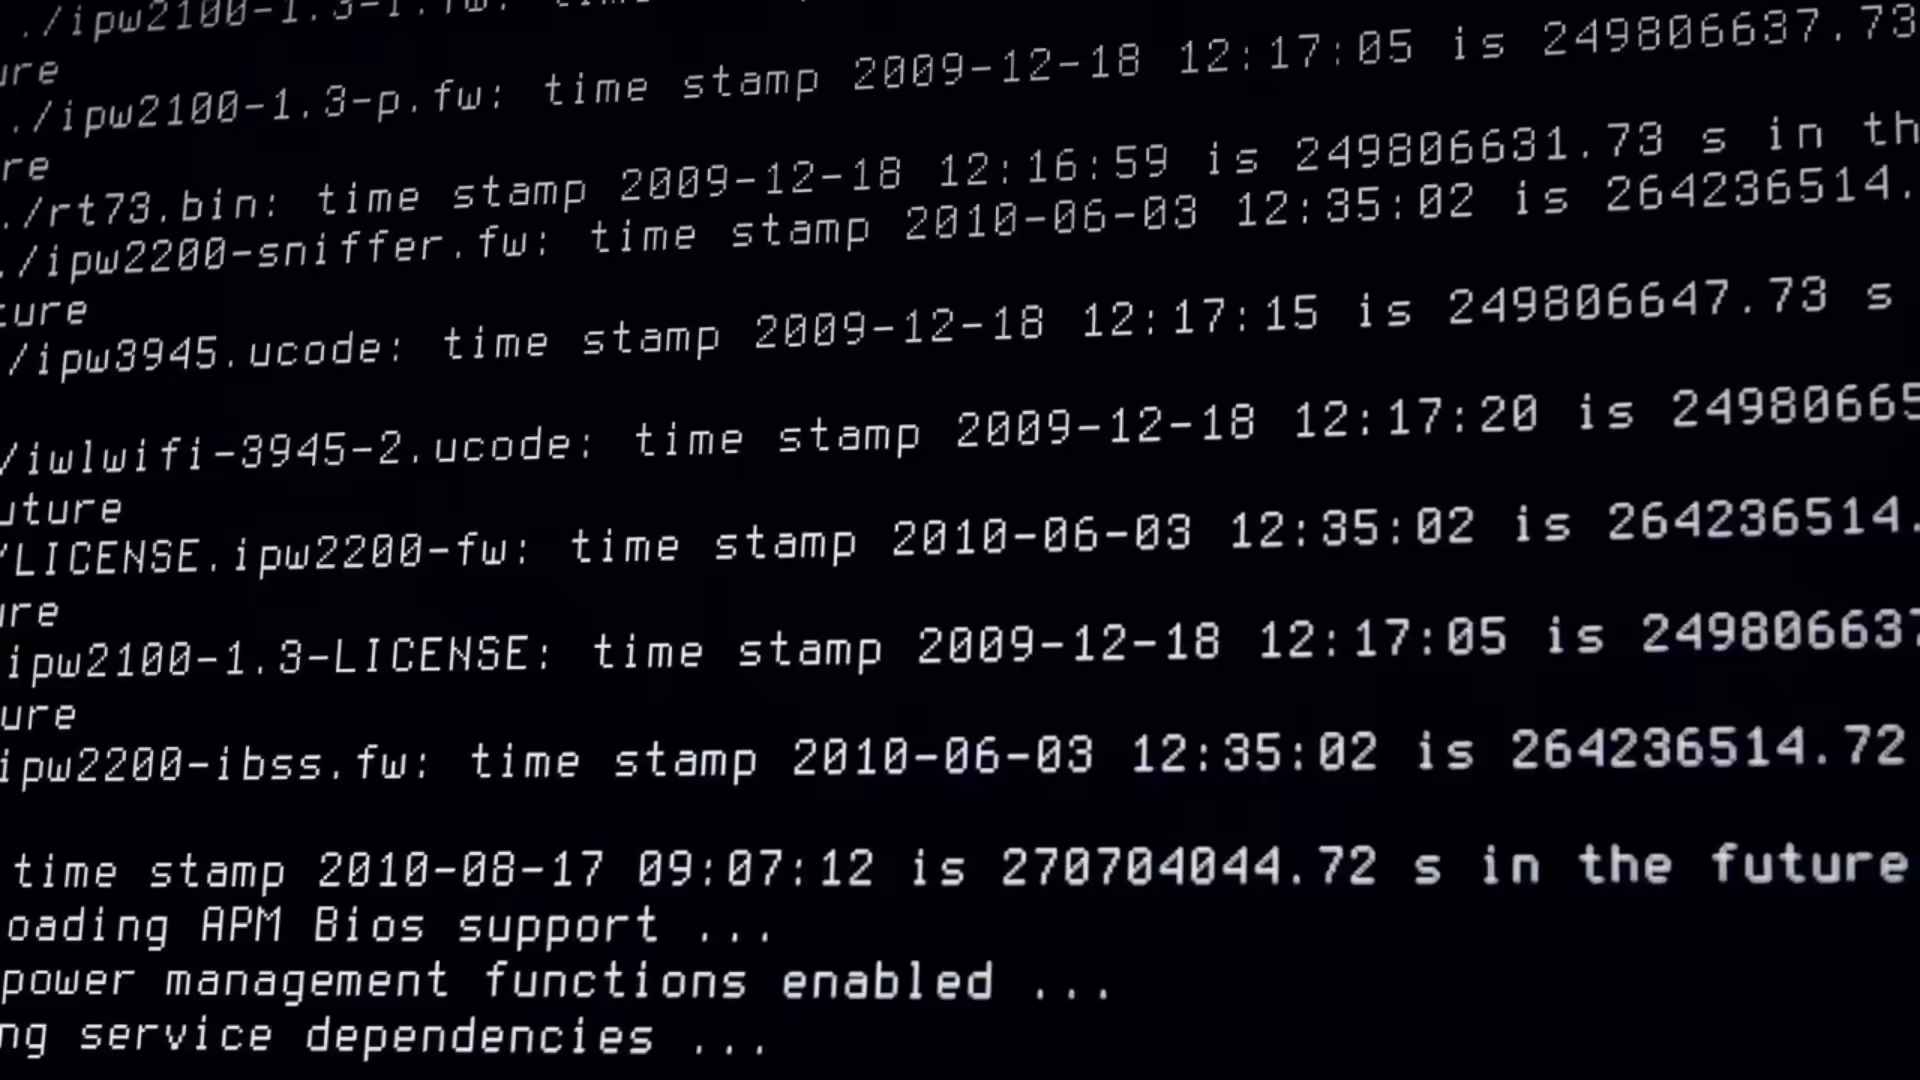 ./ipw2100-1.3-
ure
./ipw2100-1.3-p.fw: time stamp 2009-12-18 12:17:05 is 249806637.73
re
./rt73.bin: time stamp 2009-12-18 12:16:59 is 249806631.73 s in th
./ipw2200-sniffer.fw: time stamp 2010-06-03 12:35:02 is 264236514.
ture
/ipw3945.ucode: time stamp 2009-12-18 12:17:15 is 249806647.73 s
/iwlwifi-3945-2.ucode: time stamp 2009-12-18 12:17:20 is 24980665
uture
/LICENSE.ipw2200-fw: time stamp 2010-06-03 12:35:02 is 264236514.
ure
ipw2100-1.3-LICENSE: time stamp 2009-12-18 12:17:05 is 249806637
ure
ipw2200-ibss.fw: time stamp 2010-06-03 12:35:02 is 264236514.72
time stamp 2010-08-17 09:07:12 is 270704044.72 s in the future
oading APM Bios support ...
power management functions enabled ...
ng service dependencies ...